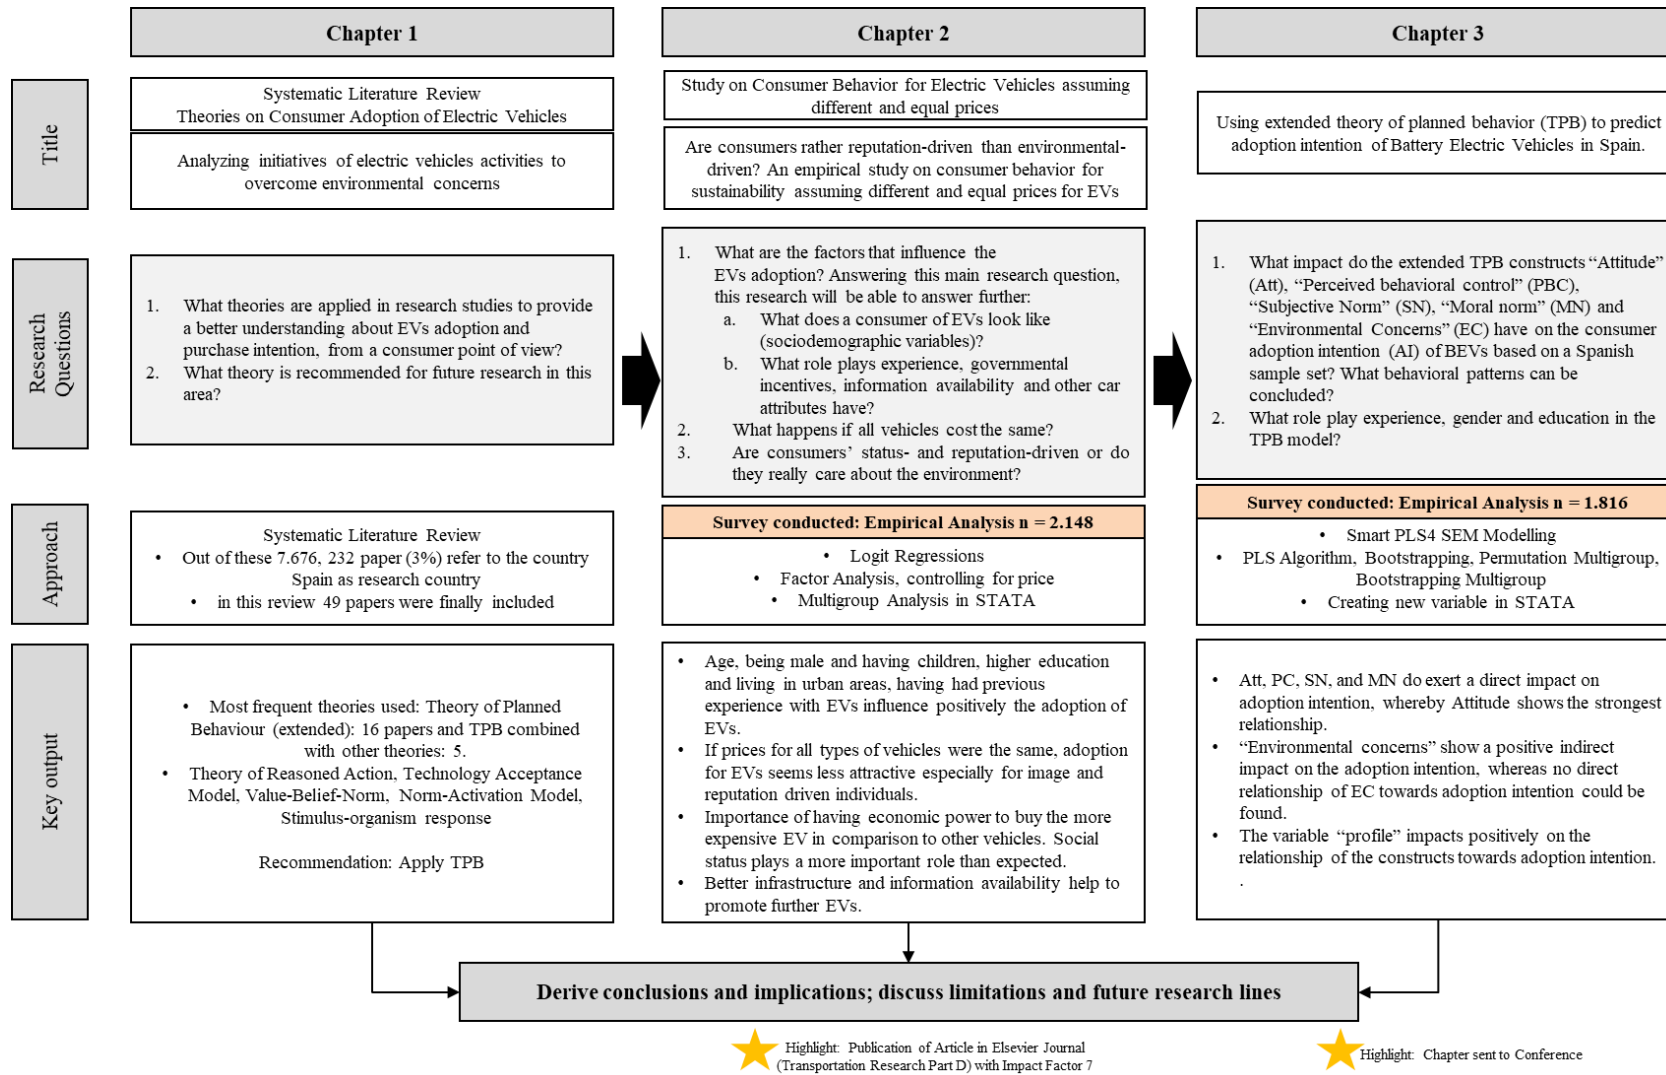 Chapter 1
Chapter 2
Chapter 3
Title
Systematic Literature Review
Theories on Consumer Adoption of Electric Vehicles
Analyzing initiatives of electric vehicles activities to
overcome environmental concerns
Study on Consumer Behavior for Electric Vehicles assuming
different and equal prices
Are consumers rather reputation-driven than environmental-
driven? An empirical study on consumer behavior for
sustainability assuming different and equal prices for EVs
Using extended theory of planned behavior (TPB) to predict
adoption intention of Battery Electric Vehicles in Spain.
Research
Questions
1. What theories are applied in research studies to provide
a better understanding about EVs adoption and
purchase intention, from a consumer point of view?
2. What theory is recommended for future research in this
area?
1. What are the factors that influence the
EVs adoption? Answering this main research question,
this research will be able to answer further:
a. What does a consumer of EVs look like
(sociodemographic variables)?
b. What role plays experience, governmental
incentives, information availability and other car
attributes have?
2. What happens if all vehicles cost the same?
3. Are consumers' status- and reputation-driven or do
they really care about the environment?
1. What impact do the extended TPB constructs “Attitude”
(Att), “Perceived behavioral control” (PBC),
“Subjective Norm” (SN), “Moral norm” (MN) and
“Environmental Concerns” (EC) have on the consumer
adoption intention (AI) of BEVs based on a Spanish
sample set? What behavioral patterns can be
concluded?
2. What role play experience, gender and education in the
TPB model?
Approach
Systematic Literature Review
• Out of these 7.676, 232 paper (3%) refer to the country
Spain as research country
• in this review 49 papers were finally included
Survey conducted: Empirical Analysis n = 2.148
• Logit Regressions
• Factor Analysis, controlling for price
• Multigroup Analysis in STATA
Survey conducted: Empirical Analysis n = 1.816
• Smart PLS4 SEM Modelling
• PLS Algorithm, Bootstrapping, Permutation Multigroup,
Bootstrapping Multigroup
• Creating new variable in STATA
Key output
• Most frequent theories used: Theory of Planned
Behaviour (extended): 16 papers and TPB combined
with other theories: 5.
• Theory of Reasoned Action, Technology Acceptance
Model, Value-Belief-Norm, Norm-Activation Model,
Stimulus-organism response
Recommendation: Apply TPB
• Age, being male and having children, higher education
and living in urban areas, having had previous
experience with EVs influence positively the adoption of
EVs.
• If prices for all types of vehicles were the same, adoption
for EVs seems less attractive especially for image and
reputation driven individuals.
• Importance of having economic power to buy the more
expensive EV in comparison to other vehicles. Social
status plays a more important role than expected.
• Better infrastructure and information availability help to
promote further EVs.
• Att, PC, SN, and MN do exert a direct impact on
adoption intention, whereby Attitude shows the strongest
relationship.
• “Environmental concerns” show a positive indirect
impact on the adoption intention, whereas no direct
relationship of EC towards adoption intention could be
found.
• The variable “profile” impacts positively on the
relationship of the constructs towards adoption intention.
.
Derive conclusions and implications; discuss limitations and future research lines
Highlight: Publication of Article in Elsevier Journal
(Transportation Research Part D) with Impact Factor 7
Highlight: Chapter sent to Conference